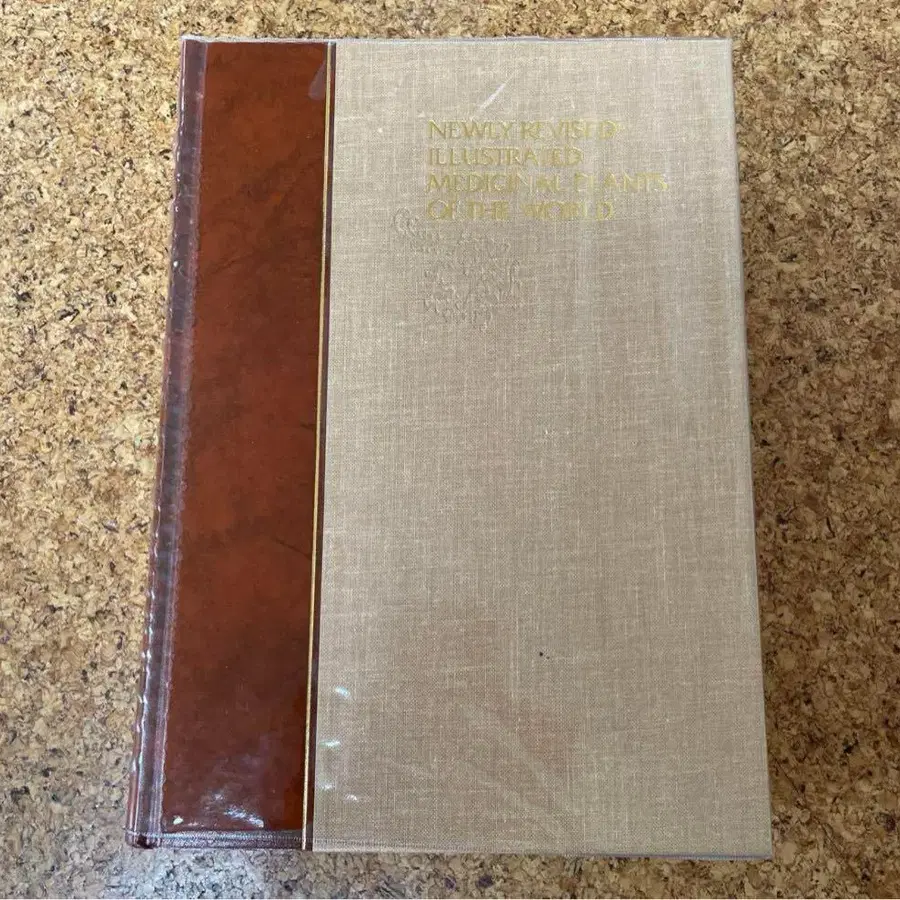 NEWLY REVISED
ILLUSTRATED
MEDICINAL PLANTS
OF THE WORLD